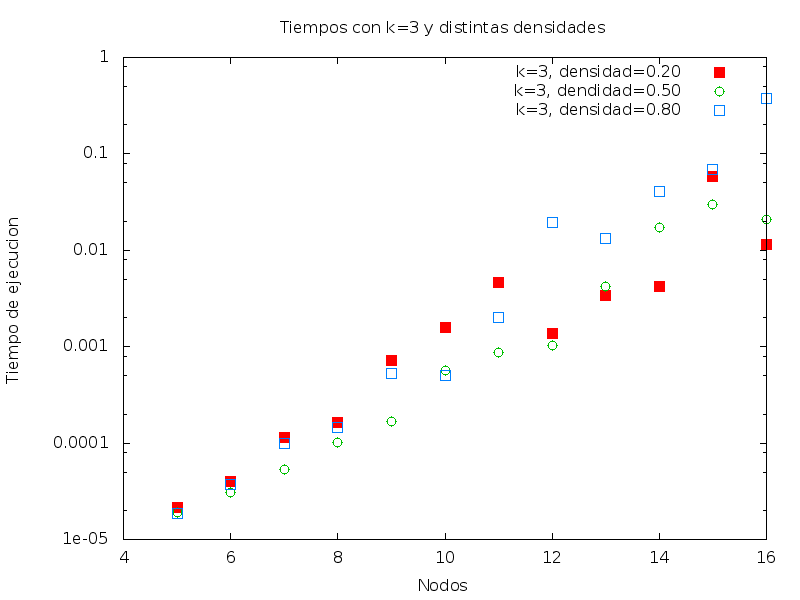 Tiempos con k=3 y distintas densidades
k=3, densidad=0.20
k=3, dendidad=0.50
k=3, densidad=0.80
1
0.1
0.01
0.001
0.0001
1e-05
4 6 8 10 12 14 16
Nodos
Tiempo de ejecucion